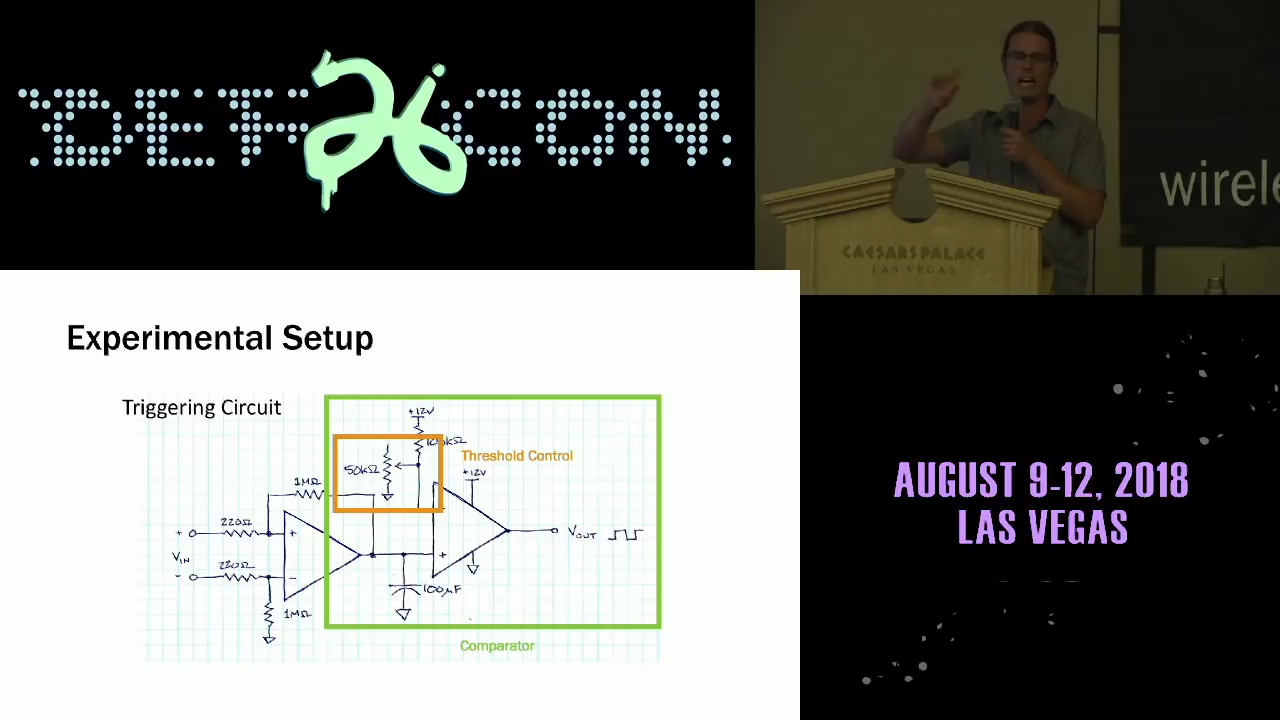 DEF 26 CON
wirele
CAESARS PALACE
LAS VEGAS
Experimental Setup
Triggering Circuit
+12V
100kΩ
50kΩ
Threshold Control
+12V
1MΩ
220Ω
+
+
-
VIN
-
220Ω
-
+
VOUT
100µF
1MΩ
Comparator
AUGUST 9-12, 2018
LAS VEGAS